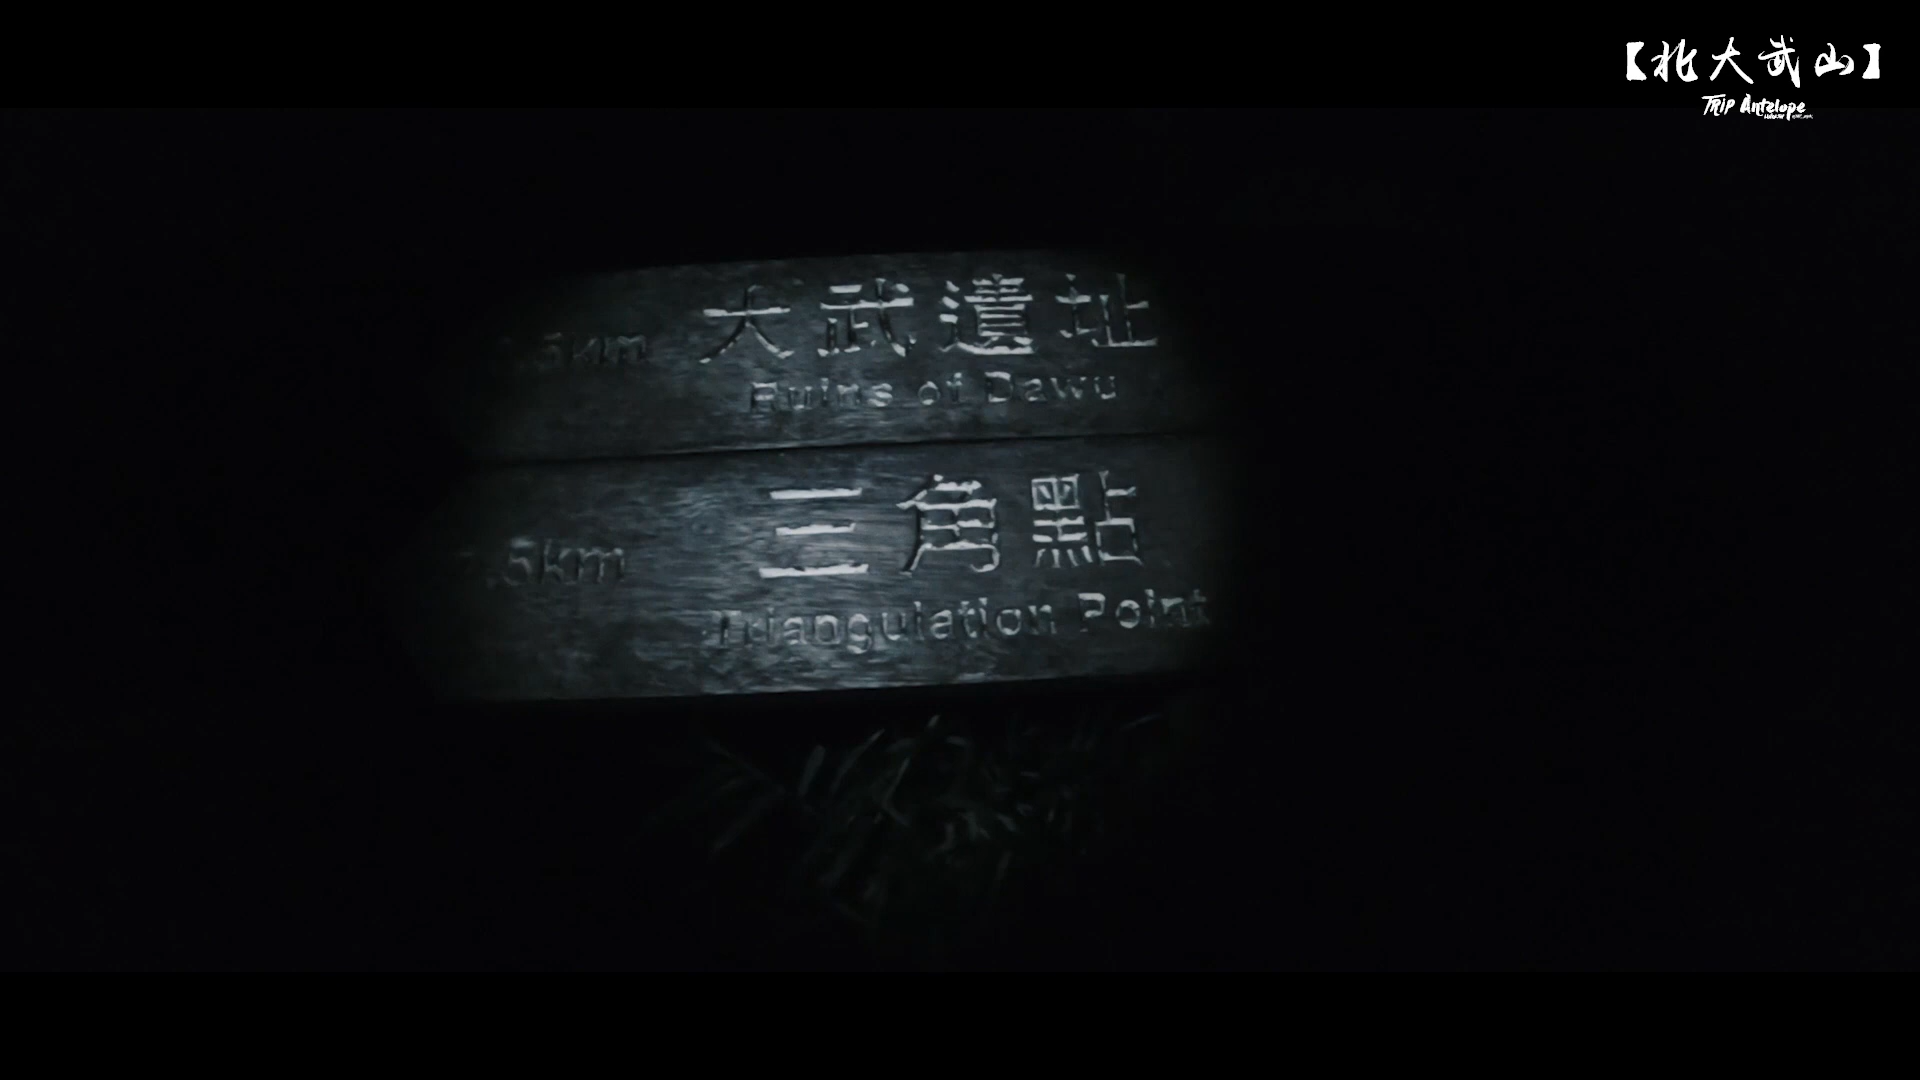 【北大武山】
TRIP Antelope
大武遺址
Ruins of Dawu
三角點
.5km
Triangulation Point